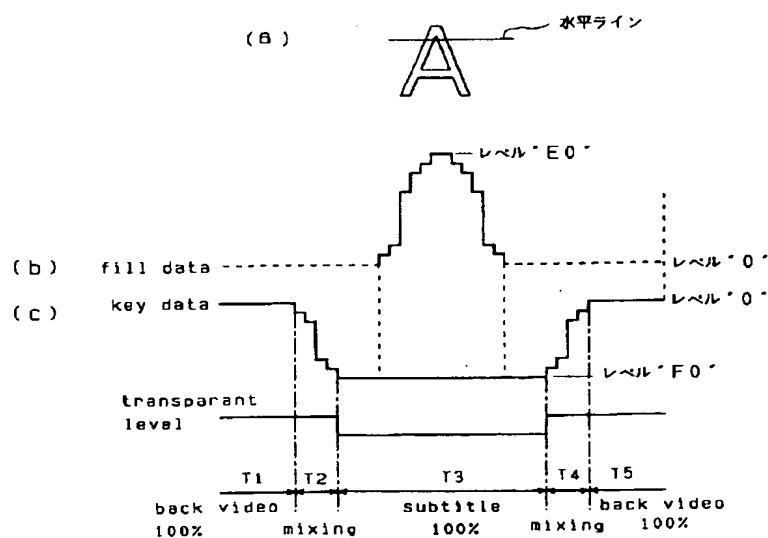 (a)
水平ライン
A
レベル"E0"
(b) fill data
レベル"0"
(c) key data
レベル"0"
レベル"F0"
transparant
level
T1 T2 T3 T4 T5
back video
100%
mixing
subtitle
100%
mixing
back video
100%